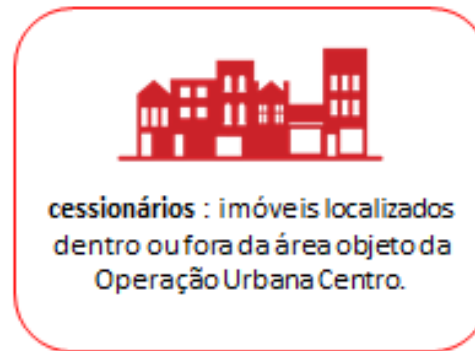 cessionários : imóveis localizados
dentro ou fora da área objeto da
Operação Urbana Centro.